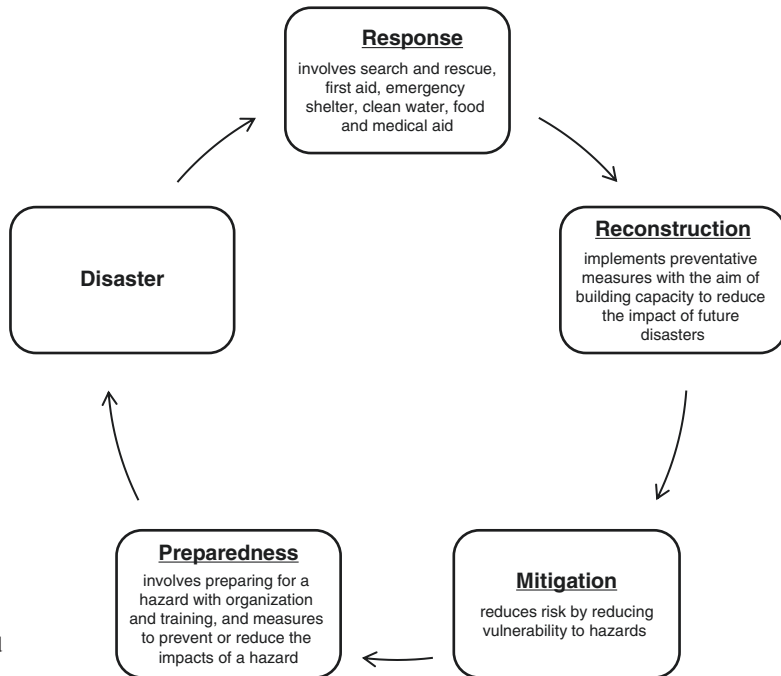 Response
involves search and rescue,
first aid, emergency
shelter, clean water, food
and medical aid
Reconstruction
implements preventative
measures with the aim of
building capacity to reduce
the impact of future
disasters
Mitigation
reduces risk by reducing
vulnerability to hazards
Preparedness
involves preparing for a
hazard with organization
and training, and measures
to prevent or reduce the
impacts of a hazard
Disaster